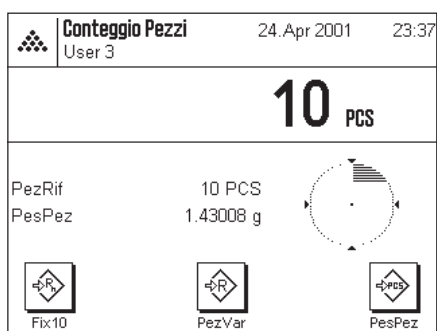 Conteggio Pezzi 24.Apr 2001 23:37
User 3
10 PCS
PezRif 10 PCS
PesPez 1.43008 g
R n R PCS
Fix10 PezVar PesPez